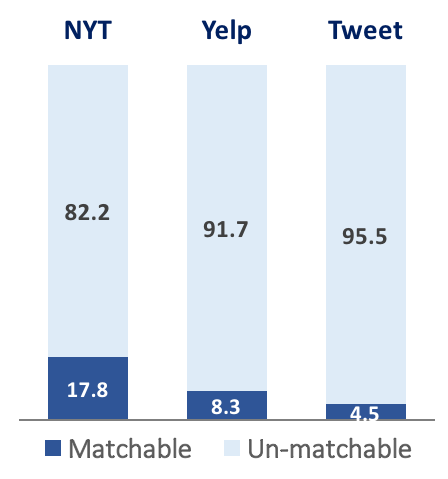 NYT Yelp Tweet
82.2 91.7 95.5
17.8 8.3 4.5
Matchable Un-matchable